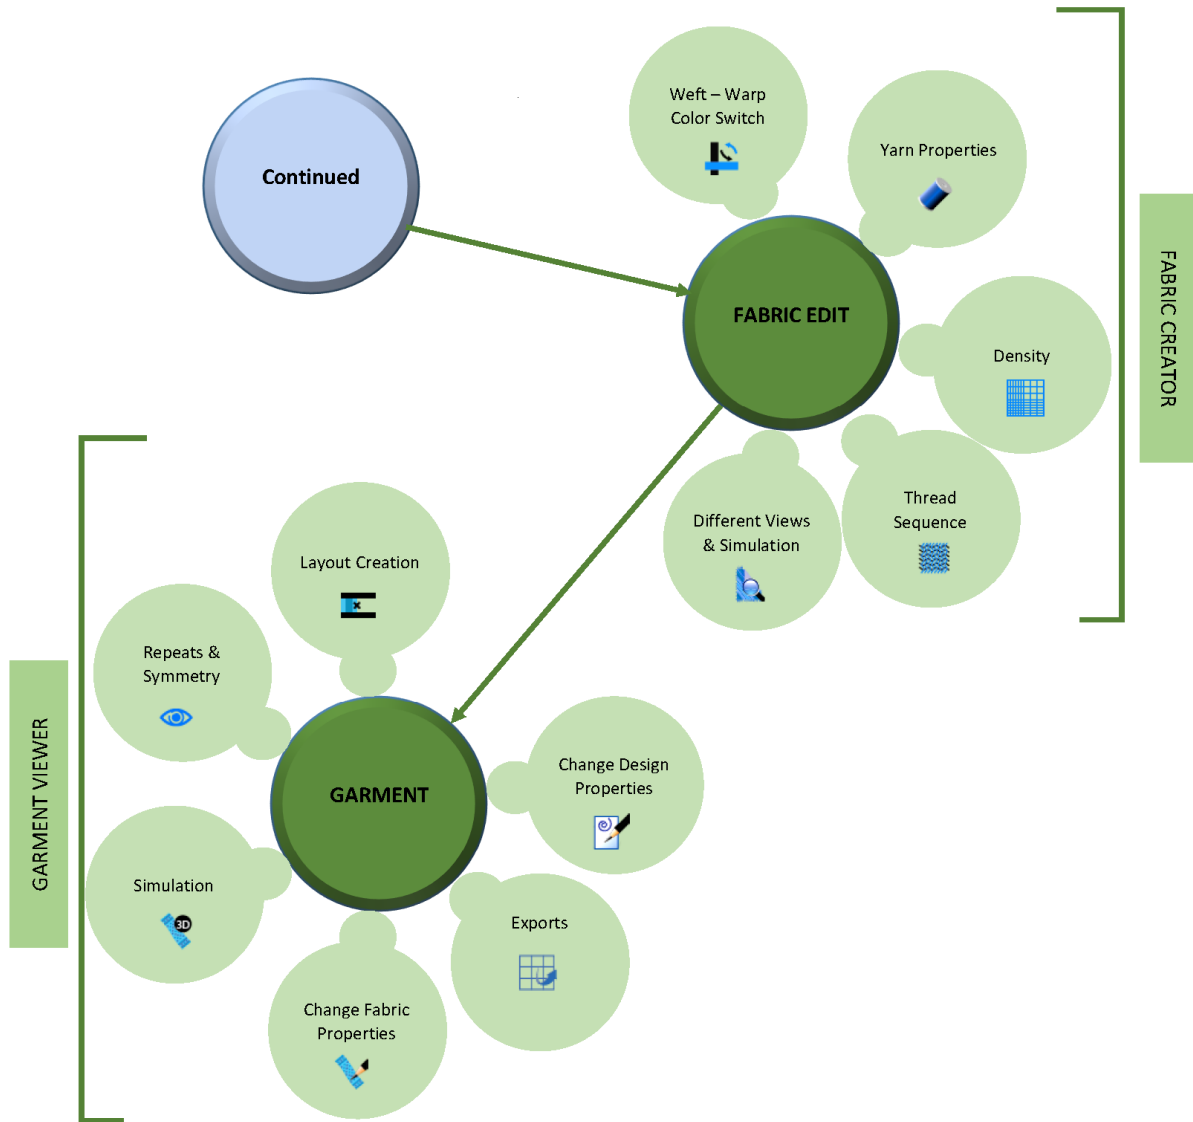 Continued
Weft – Warp
Color Switch
Yarn Properties
FABRIC EDIT
Density
Thread
Sequence
Different Views
& Simulation
FABRIC CREATOR
Layout Creation
Repeats &
Symmetry
GARMENT
Change Design
Properties
Simulation
3D
Exports
Change Fabric
Properties
GARMENT VIEWER